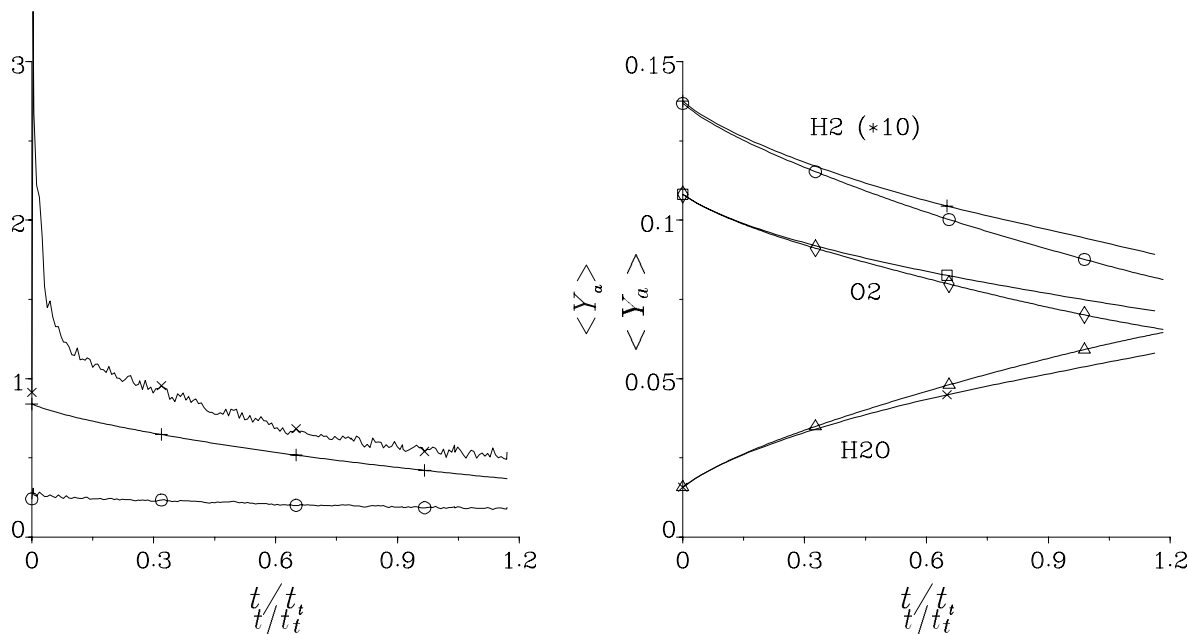 3
2
1
0
0 0.3 0.6 0.9 1.2
t/t_t
t/t_t
0.15
0.1
0.05
0
<Y_a>
< Y_a >
H2 (*10)
O2
H2O
0 0.3 0.6 0.9 1.2
t/t_t
t/t_t